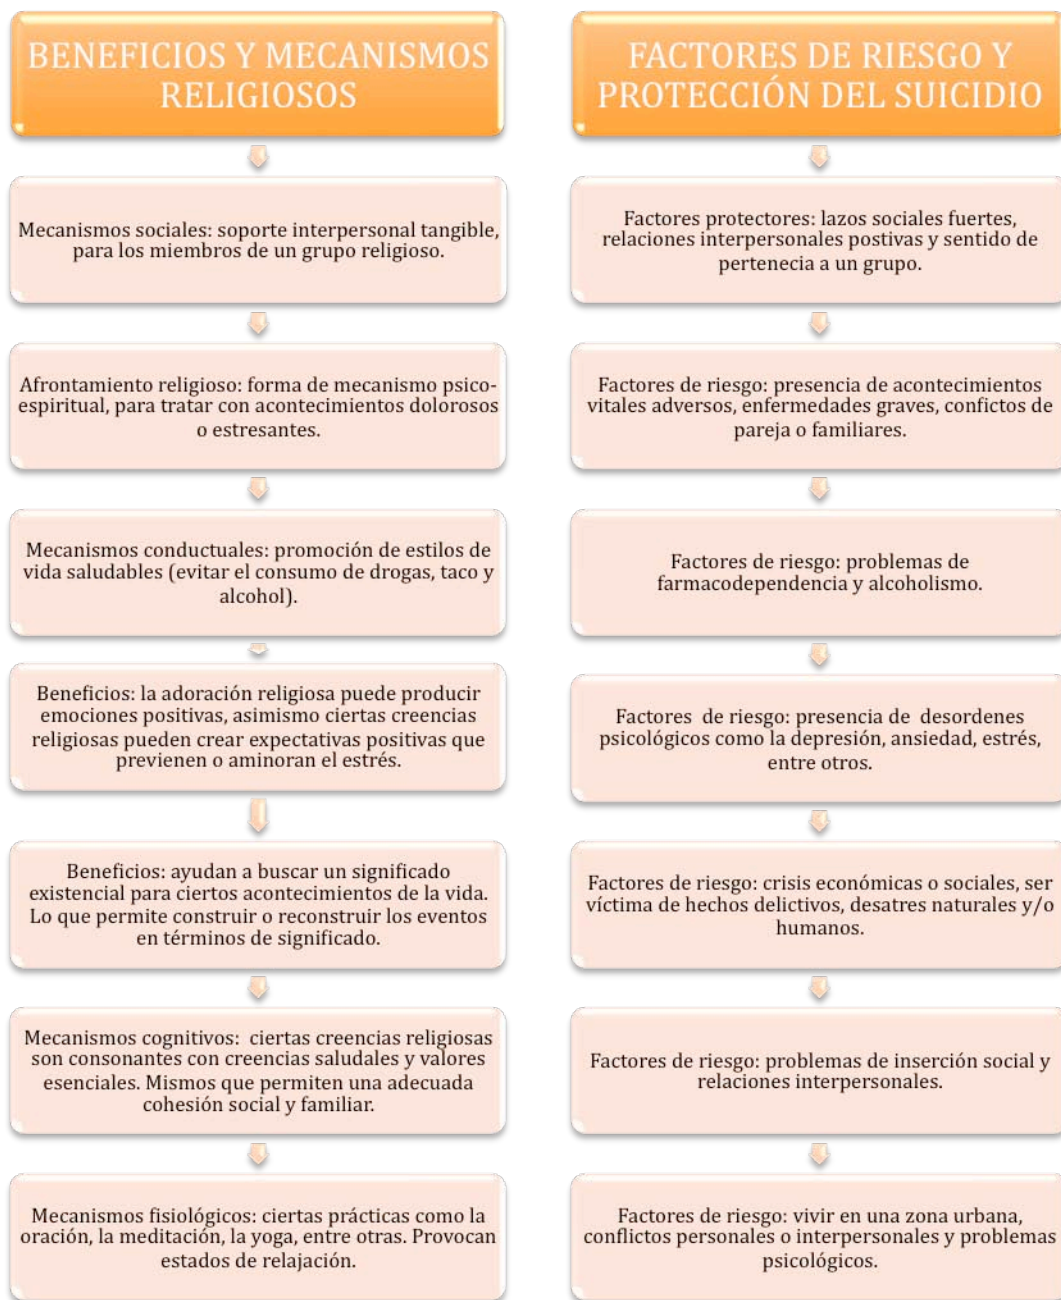 BENEFICIOS Y MECANISMOS
RELIGIOSOS
Mecanismos sociales: soporte interpersonal tangible,
para los miembros de un grupo religioso.
Afrontamiento religioso: forma de mecanismo psico-
espiritual, para tratar con acontecimientos dolorosos
o estresantes.
Mecanismos conductuales: promoción de estilos de
vida saludables (evitar el consumo de drogas, taco y
alcohol).
Beneficios: la adoración religiosa puede producir
emociones positivas, asimismo ciertas creencias
religiosas pueden crear expectativas positivas que
previenen o aminoran el estrés.
Beneficios: ayudan a buscar un significado
existencial para ciertos acontecimientos de la vida.
Lo que permite construir o reconstruir los eventos
en términos de significado.
Mecanismos cognitivos: ciertas creencias religiosas
son consonantes con creencias saludales y valores
esenciales. Mismos que permiten una adecuada
cohesión social y familiar.
Mecanismos fisiológicos: ciertas prácticas como la
oración, la meditación, la yoga, entre otras. Provocan
estados de relajación.
FACTORES DE RIESGO Y
PROTECCIÓN DEL SUICIDIO
Factores protectores: lazos sociales fuertes,
relaciones interpersonales postivas y sentido de
pertenecia a un grupo.
Factores de riesgo: presencia de acontecimientos
vitales adversos, enfermedades graves, confictos de
pareja o familiares.
Factores de riesgo: problemas de
farmacodependencia y alcoholismo.
Factores de riesgo: presencia de desordenes
psicológicos como la depresión, ansiedad, estrés,
entre otros.
Factores de riesgo: crisis económicas o sociales, ser
víctima de hechos delictivos, desatres naturales y/o
humanos.
Factores de riesgo: problemas de inserción social y
relaciones interpersonales.
Factores de riesgo: vivir en una zona urbana,
conflictos personales o interpersonales y problemas
psicológicos.